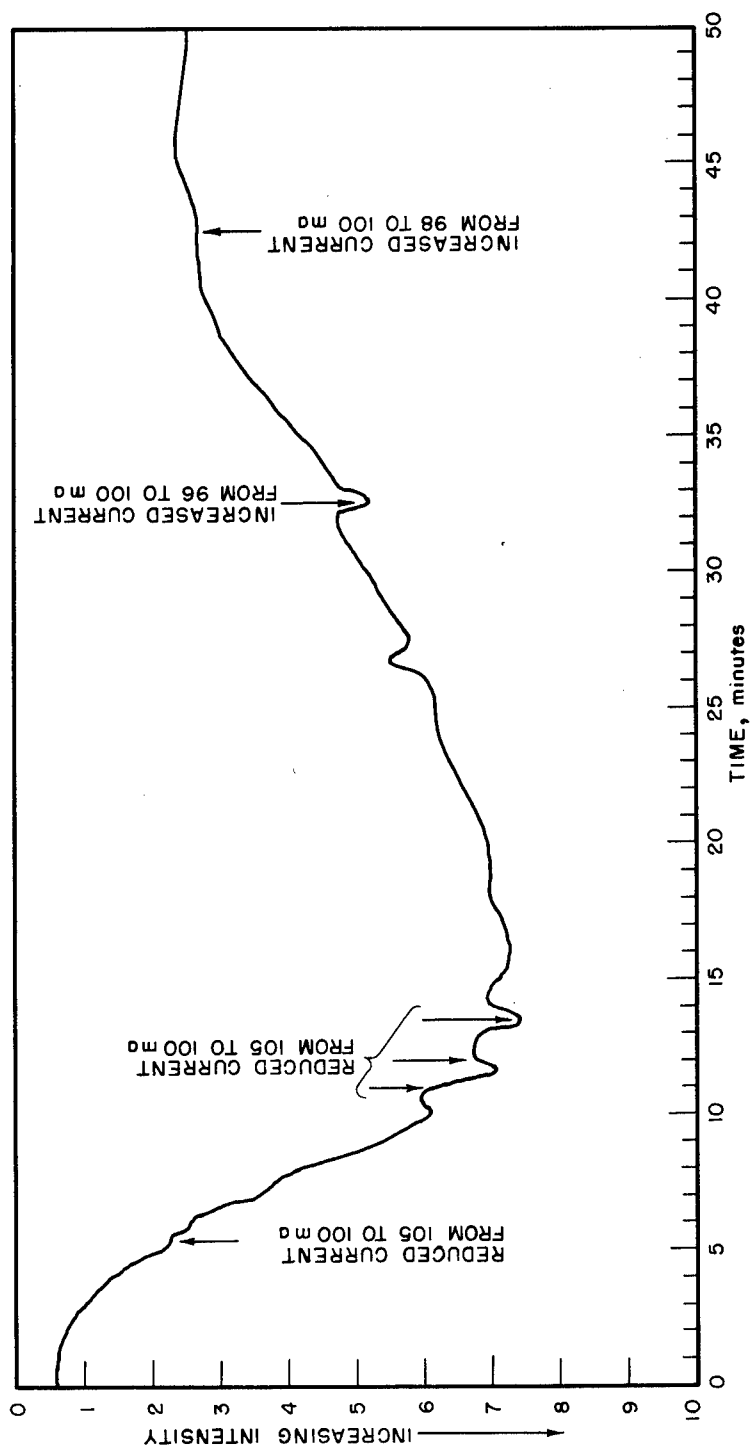 INCREASING INTENSITY
0
1
2
3
4
5
6
7
8
9
10
REDUCED CURRENT
FROM 105 TO 100 ma
REDUCED CURRENT
FROM 105 TO 100 ma
INCREASED CURRENT
FROM 96 TO 100 ma
INCREASED CURRENT
FROM 98 TO 100 ma
0
5
10
15
20
25
30
35
40
45
50
TIME, minutes